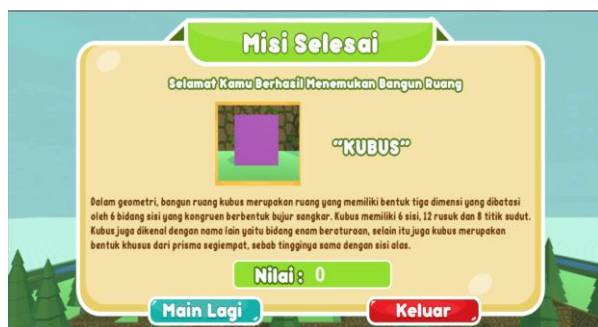 Misi Selesai
Selamat Kamu Berhasil Menemukan Bangun Ruang
“KUBUS”
Dalam geometri, bangun ruang kubus merupakan ruang yang memiliki bentuk tiga dimensi yang dibatasi
oleh 6 bidang sisi yang kongruen berbentuk bujur sangkar. Kubus memiliki 6 sisi, 12 rusuk dan 8 titik sudut.
Kubus juga dikenal dengan nama lain yaitu bidang enam beraturan, selain itu juga kubus merupakan
bentuk khusus dari prisma segiempat, sebab tingginya sama dengan sisi alas.
Nilai : 0
Main Lagi
Keluar